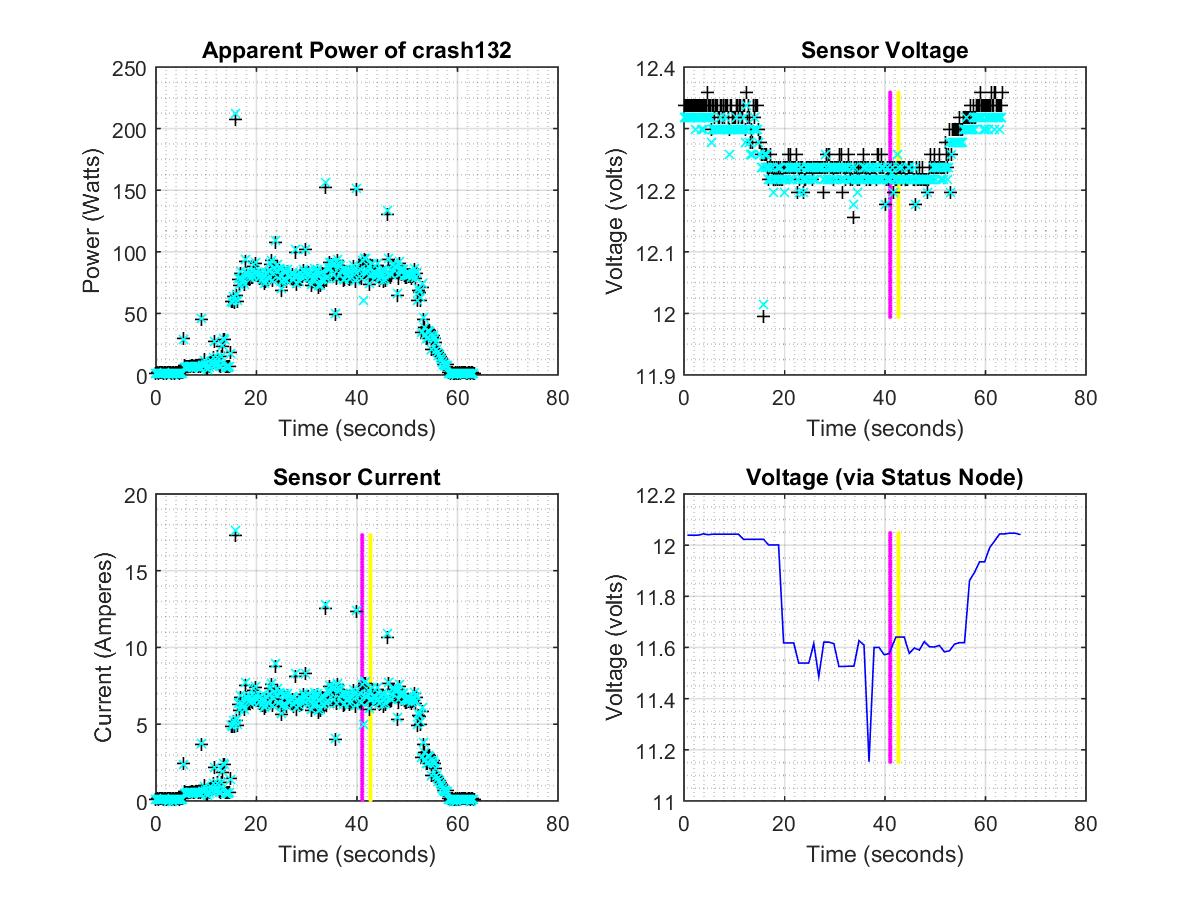 Apparent Power of crash132
250
200
150
100
50
0
Power (Watts)
0 20 40 60 80
Time (seconds)
Sensor Voltage
12.4
12.3
12.2
12.1
12
11.9
Voltage (volts)
0 20 40 60 80
Time (seconds)
Sensor Current
20
15
10
5
0
Current (Amperes)
0 20 40 60 80
Time (seconds)
Voltage (via Status Node)
12.2
12
11.8
11.6
11.4
11.2
11
Voltage (volts)
0 20 40 60 80
Time (seconds)